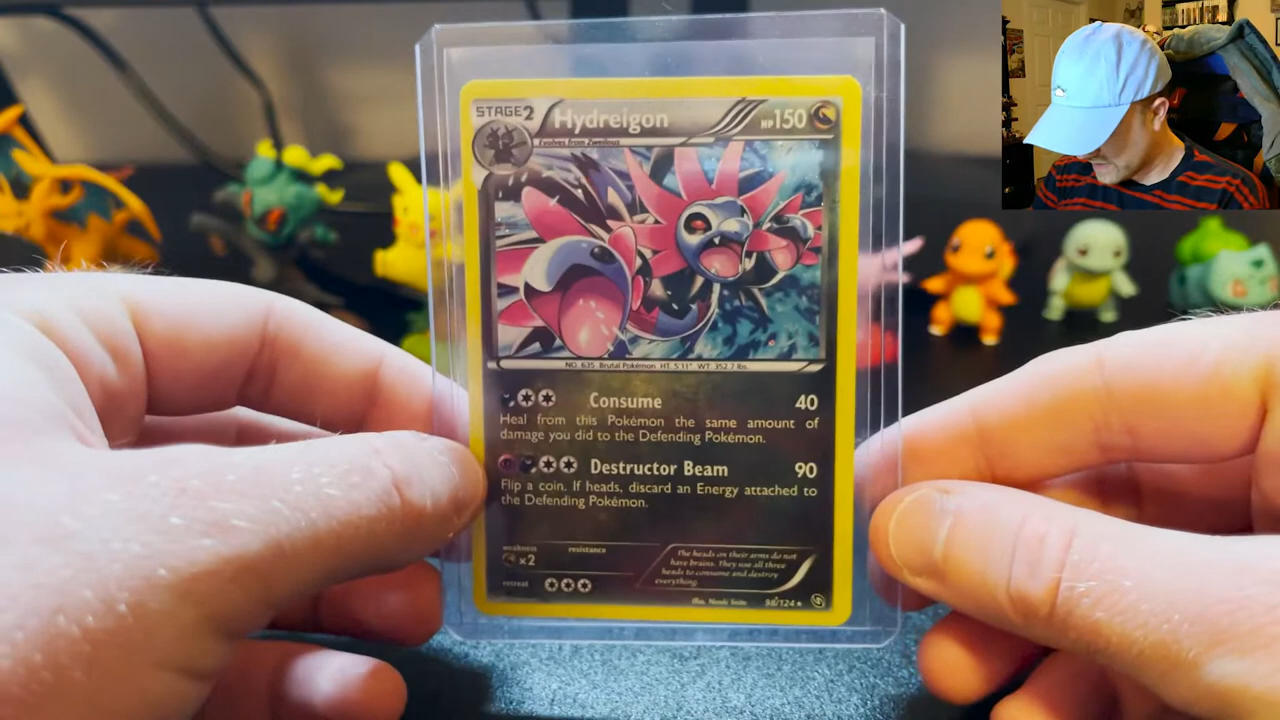 STAGE2 Hydreigon HP150
Evolves from Zweilous
NO. 635 Brutal Pokémon HT. 5'11" WT. 352.7 lbs.
Consume 40
Heal from this Pokémon the same amount of
damage you did to the Defending Pokémon.
Destructor Beam 90
Flip a coin. If heads, discard an Energy attached to
the Defending Pokémon.
weakness resistance
x2
retreat
The heads on their arms do not
have brains. They use all three
heads to consume and destroy
everything.
Illus. Naoki Saito 98/124 ★